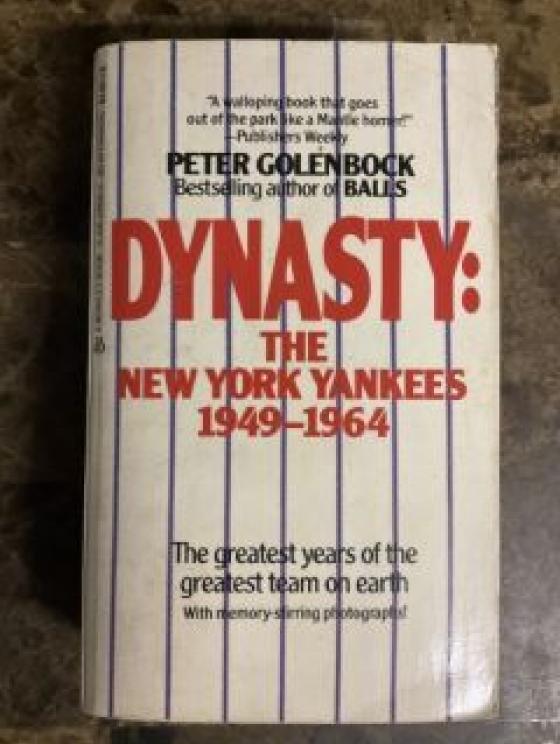 "A walloping book that goes
out of the park like a Mantle homer!"
—Publishers Weekly
PETER GOLENBOCK
Bestselling author of BALLS
DYNASTY:
THE
NEW YORK YANKEES
1949–1964
The greatest years of the
greatest team on earth
With memory-stirring photographs!